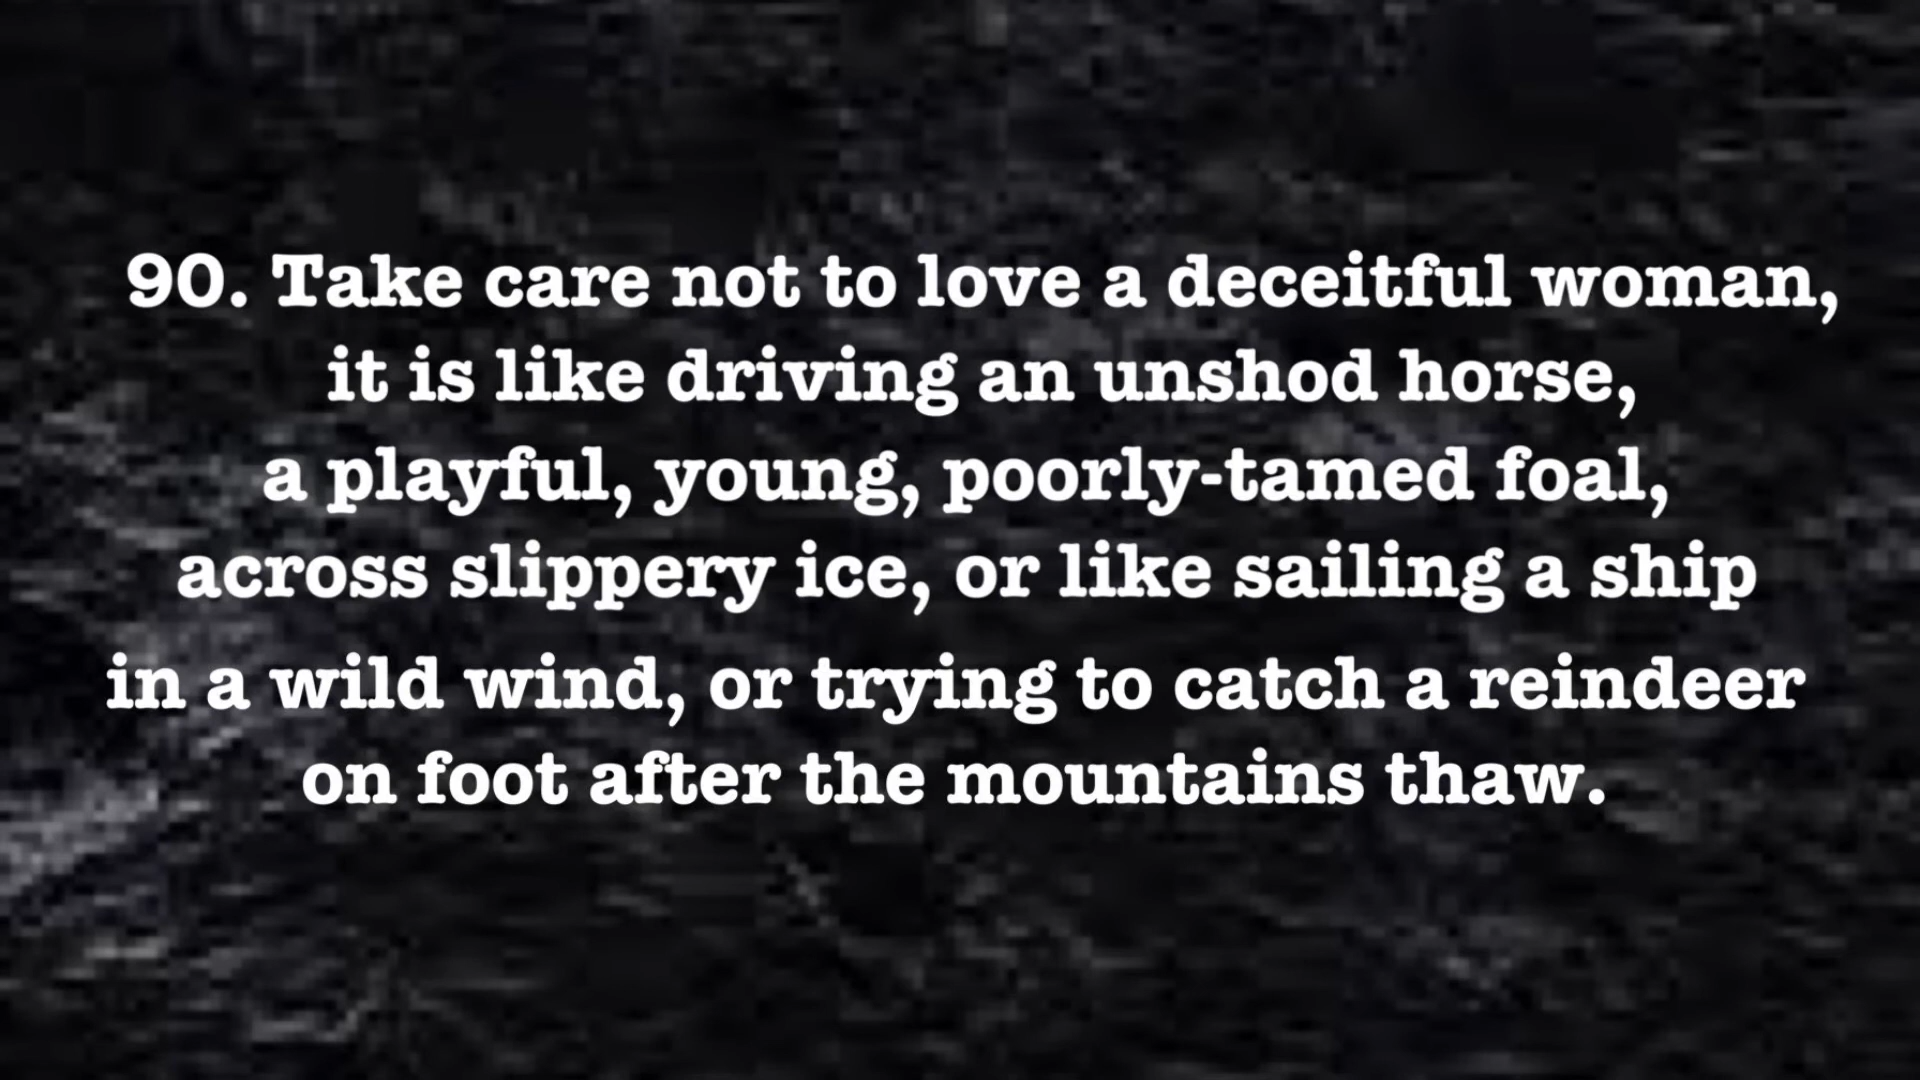 90. Take care not to love a deceitful woman,
it is like driving an unshod horse,
a playful, young, poorly-tamed foal,
across slippery ice, or like sailing a ship
in a wild wind, or trying to catch a reindeer
on foot after the mountains thaw.